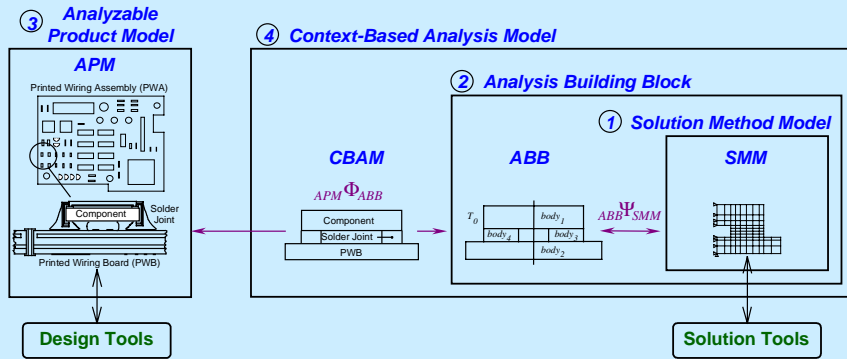 ③ Analyzable
Product Model
APM
Printed Wiring Assembly (PWA)
Component
Solder
Joint
Printed Wiring Board (PWB)
Design Tools
④ Context-Based Analysis Model
② Analysis Building Block
① Solution Method Model
CBAM
APMΦABB
Component
Solder Joint
PWB
ABB
T0
body1
body4
body3
body2
ABBΨSMM
SMM
Solution Tools